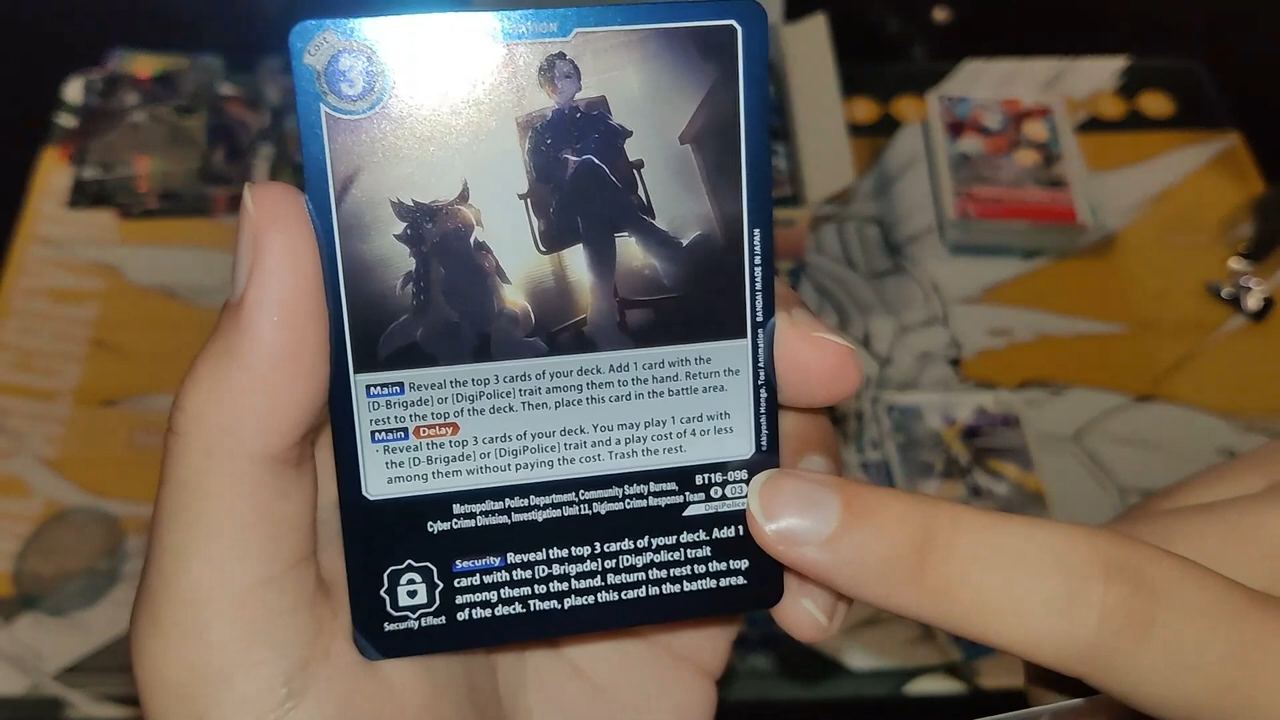 COST
3
Main Reveal the top 3 cards of your deck. Add 1 card with the
[D-Brigade] or [DigiPolice] trait among them to the hand. Return the
rest to the top of the deck. Then, place this card in the battle area.
Main Delay
· Reveal the top 3 cards of your deck. You may play 1 card with
the [D-Brigade] or [DigiPolice] trait and a play cost of 4 or less
among them without paying the cost. Trash the rest.
©Akiyoshi Hongo, Toei Animation BANDAI MADE IN JAPAN
BT16-096
R 03
DigiPolice
Metropolitan Police Department, Community Safety Bureau,
Cyber Crime Division, Investigation Unit 11, Digimon Crime Response Team
Security Reveal the top 3 cards of your deck. Add 1
card with the [D-Brigade] or [DigiPolice] trait
among them to the hand. Return the rest to the top
of the deck. Then, place this card in the battle area.
Security Effect